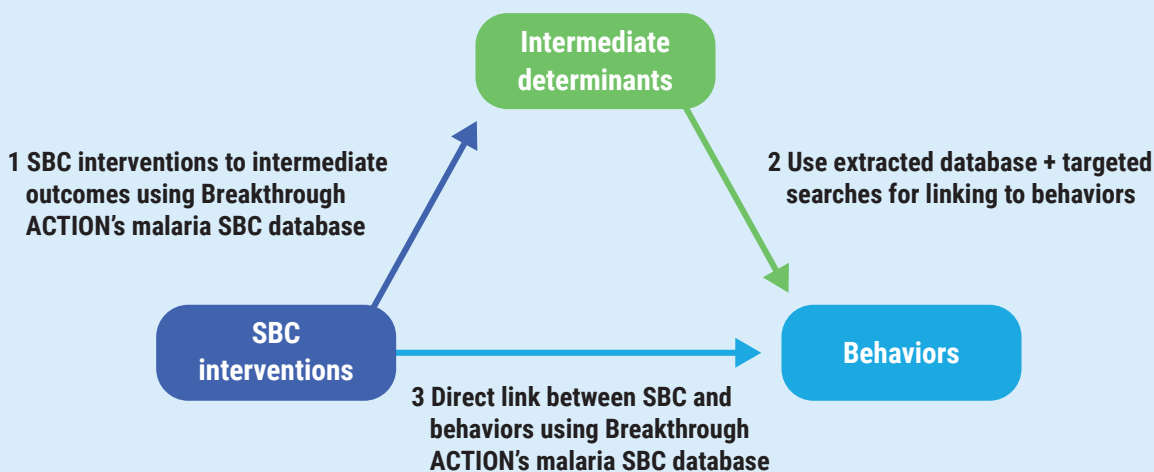 Intermediate
determinants
1 SBC interventions to intermediate
outcomes using Breakthrough
ACTION’s malaria SBC database
2 Use extracted database + targeted
searches for linking to behaviors
SBC
interventions
Behaviors
3 Direct link between SBC and
behaviors using Breakthrough
ACTION’s malaria SBC database